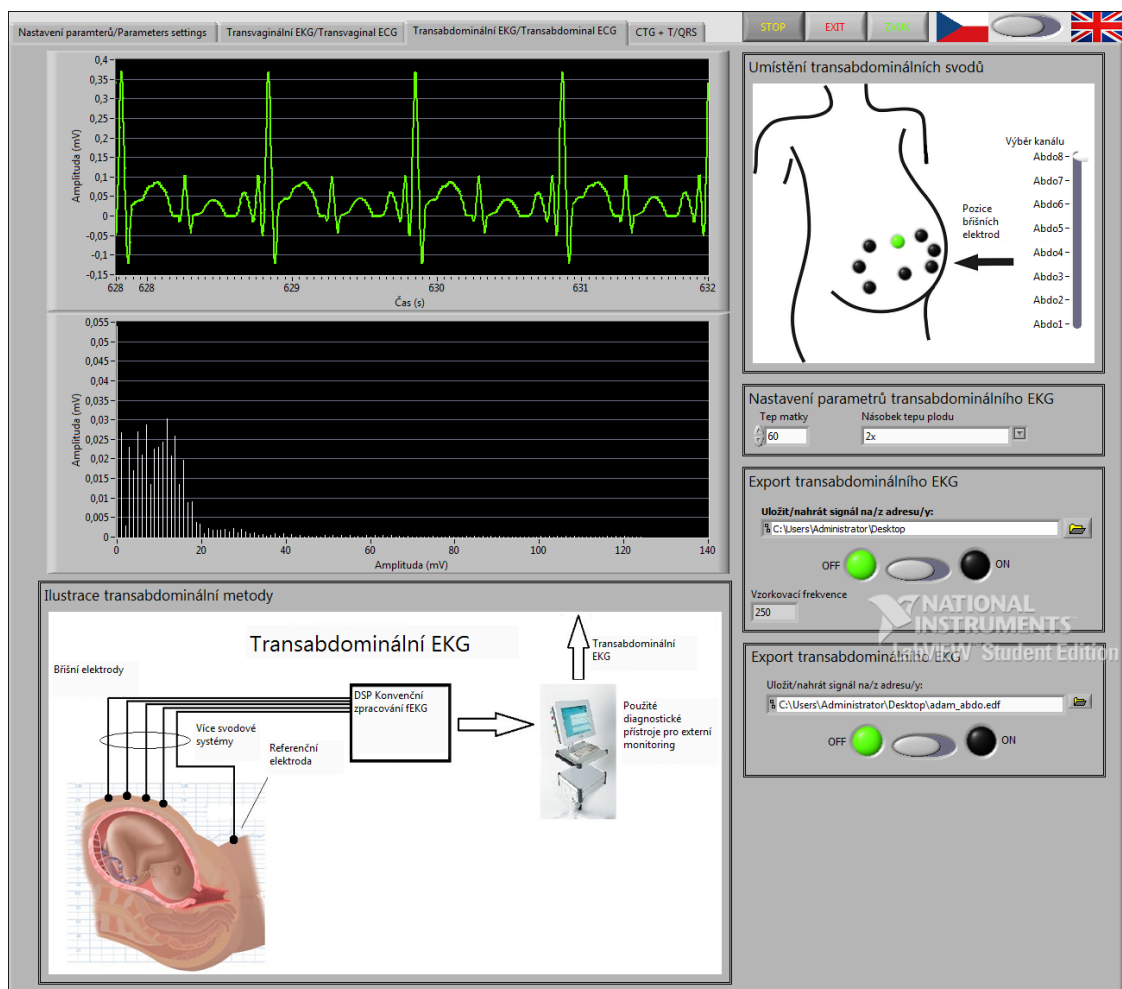 Nastavení paramterů/Parameters settings
Transvaginální EKG/Transvaginal ECG
Transabdominální EKG/Transabdominal ECG
CTG + T/QRS
STOP
EXIT
0,4
0,35
0,3
0,25
0,2
0,15
0,1
0,05
0
-0,05
-0,1
-0,15
Amplituda (mV)
628
628
629
630
631
632
Čas (s)
0,055
0,05
0,045
0,04
0,035
0,03
0,025
0,02
0,015
0,01
0,005
0
Amplituda (mV)
0
20
40
60
80
100
120
140
Amplituda (mV)
Ilustrace transabdominální metody
Transabdominální EKG
Břišní elektrody
Více svodové
systémy
Referenční
elektroda
DSP Konvenční
zpracování fEKG
Transabdominální
EKG
Použité
diagnostické
přístroje pro externí
monitoring
Umístění transabdominálních svodů
Výběr kanálu
Abdo8
Abdo7
Abdo6
Abdo5
Abdo4
Abdo3
Abdo2
Abdo1
Pozice
břišních
elektrod
Nastavení parametrů transabdominálního EKG
Tep matky
60
Násobek tepu plodu
2x
Export transabdominálního EKG
Uložit/nahrát signál na/z adresu/y:
C:\Users\Administrator\Desktop
OFF
ON
Vzorkovací frekvence
250
NATIONAL
INSTRUMENTS
LabVIEW™ Student Edition
Export transabdominálního EKG
Uložit/nahrát signál na/z adresu/y:
C:\Users\Administrator\Desktop\adam_abdo.edf
OFF
ON